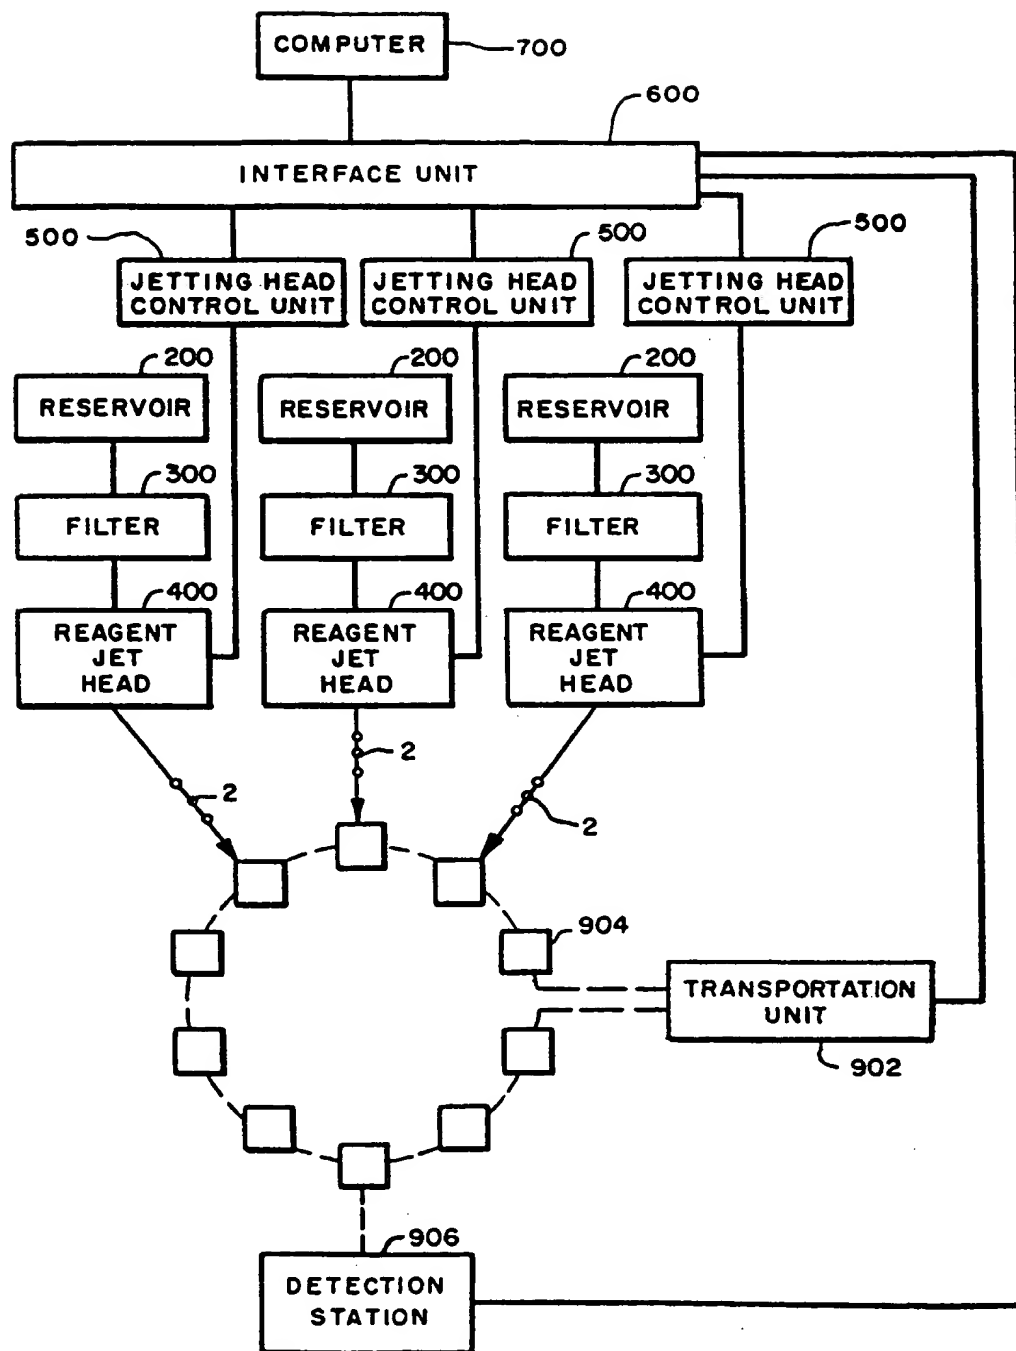 COMPUTER
700
600
INTERFACE UNIT
500
500
500
JETTING HEAD
CONTROL UNIT
JETTING HEAD
CONTROL UNIT
JETTING HEAD
CONTROL UNIT
200
200
200
RESERVOIR
RESERVOIR
RESERVOIR
300
300
300
FILTER
FILTER
FILTER
400
400
400
REAGENT
JET
HEAD
REAGENT
JET
HEAD
REAGENT
JET
HEAD
2
2
2
904
TRANSPORTATION
UNIT
902
906
DETECTION
STATION